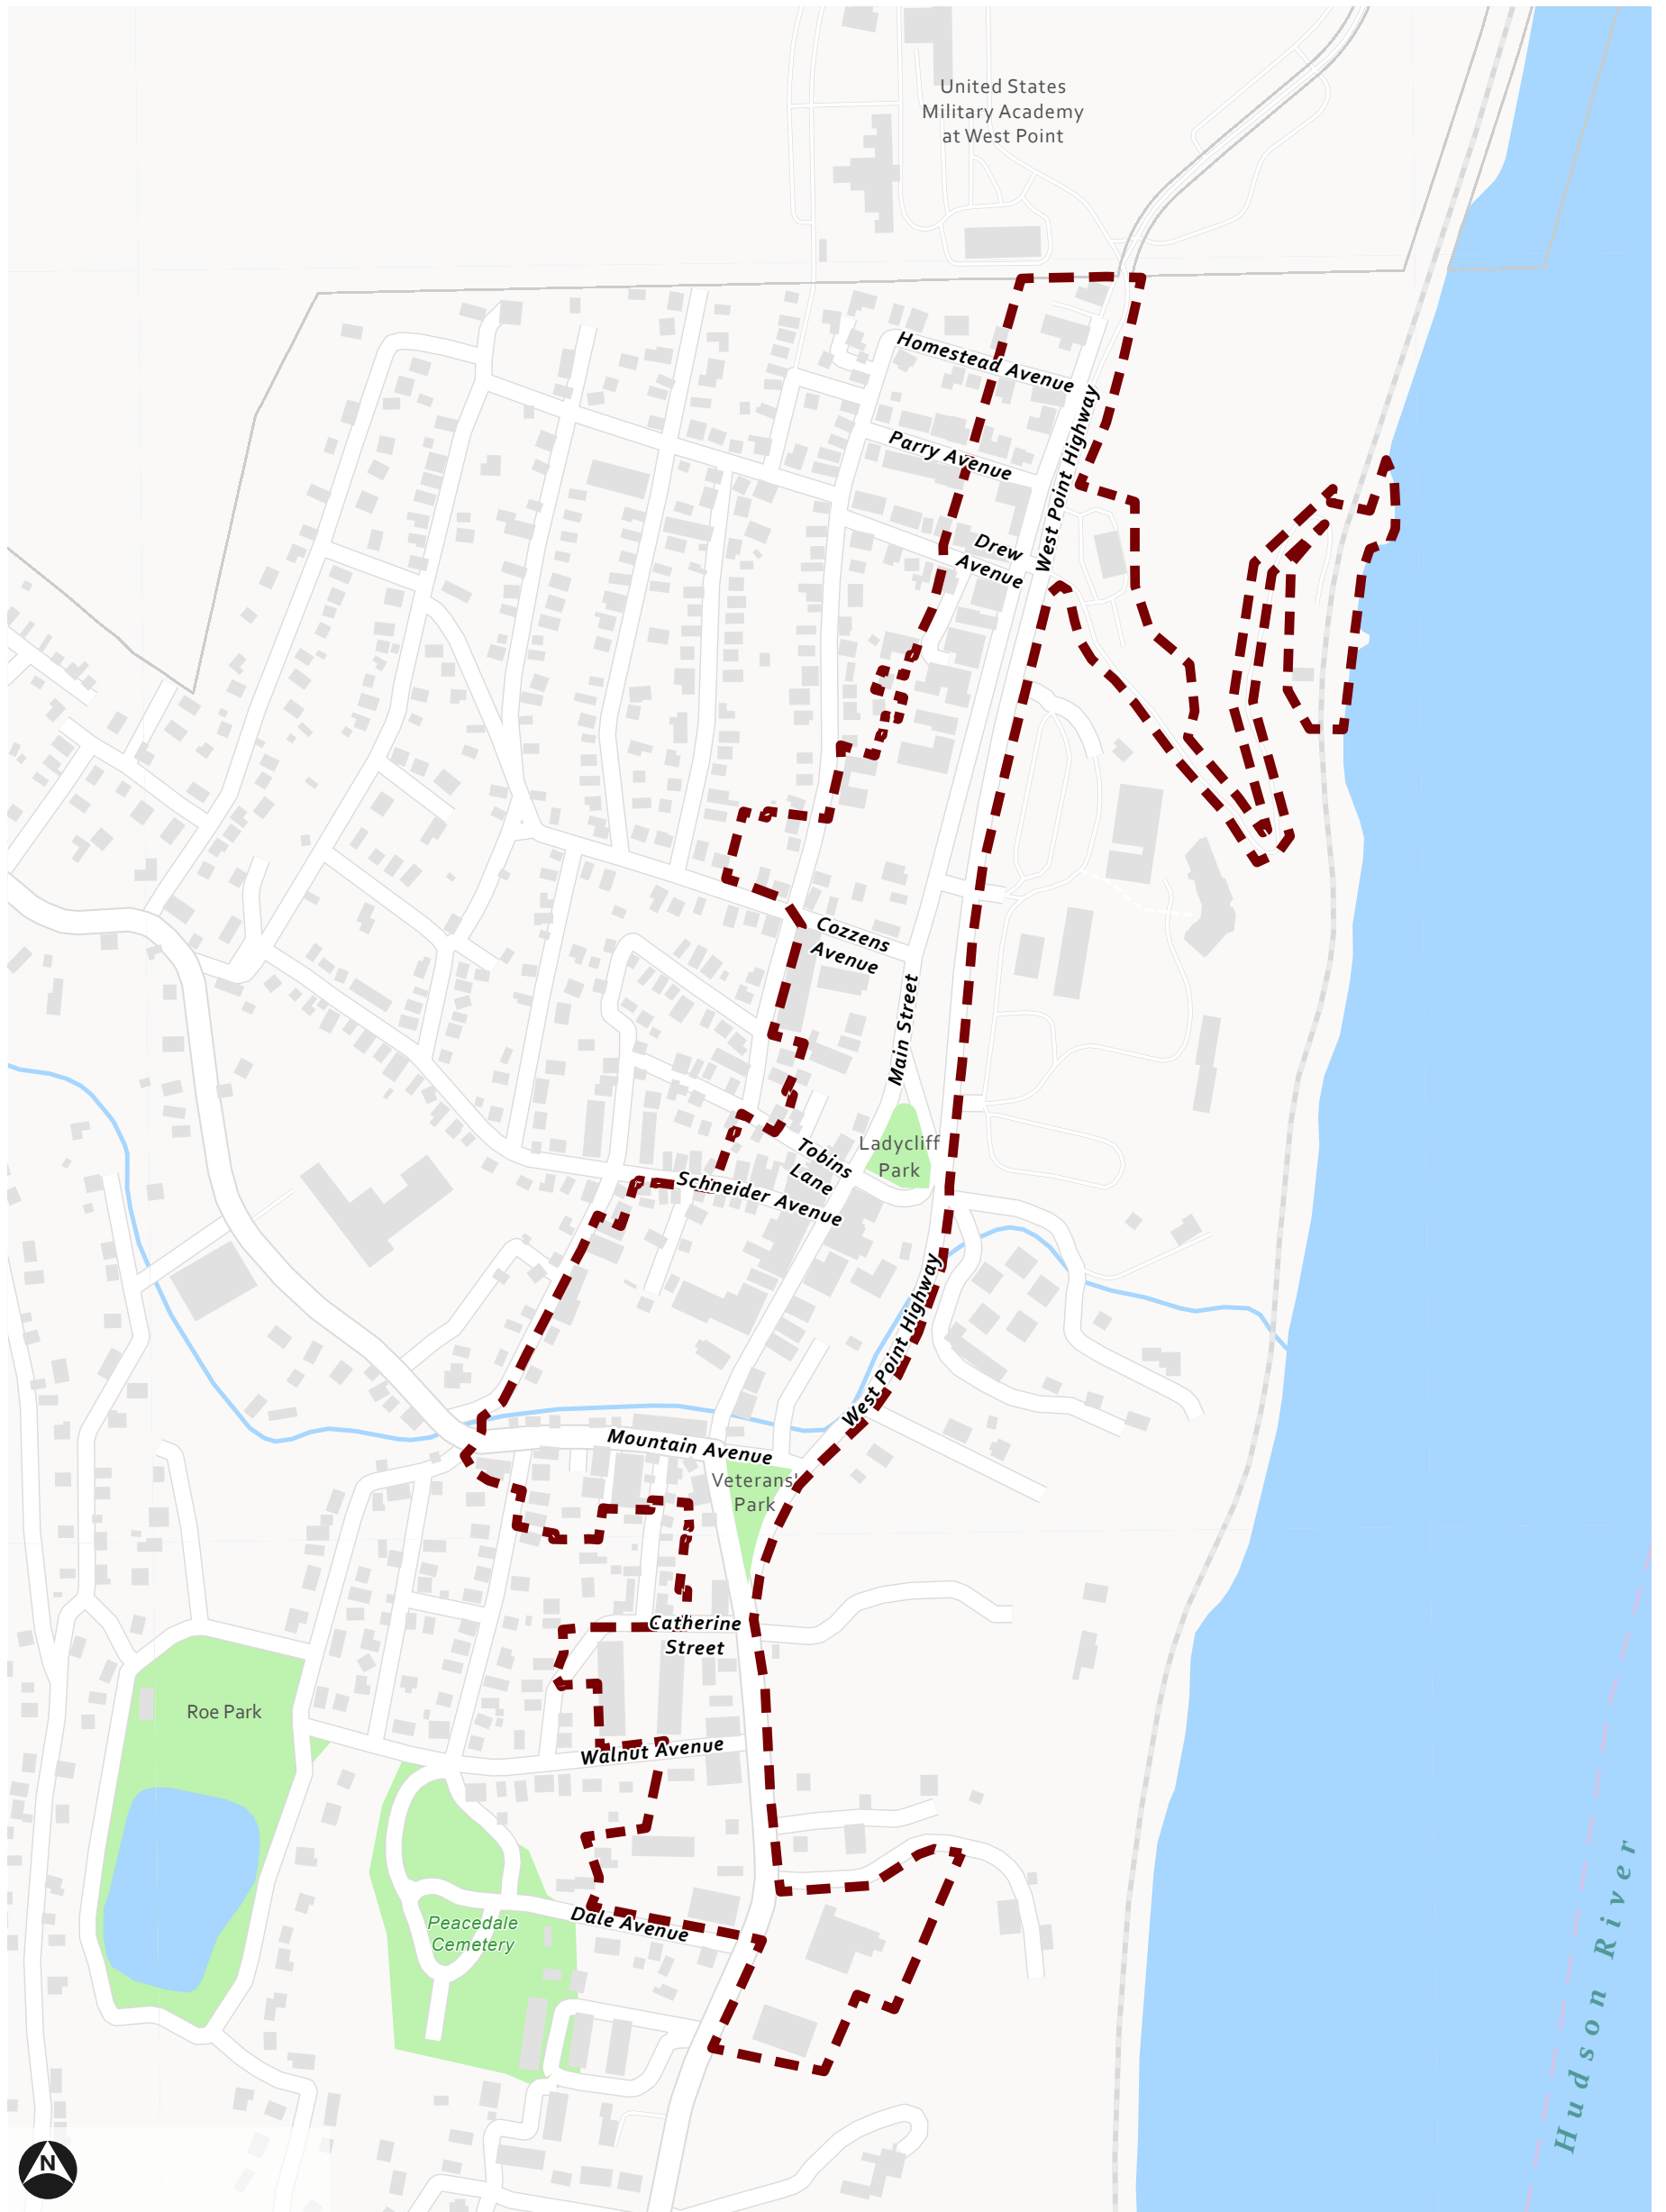 United States
Military Academy
at West Point
Homestead Avenue
West Point Highway
Parry Avenue
Drew
Avenue
Cozzens
Avenue
Main Street
Ladycliff
Park
Tobins
Lane
Schneider Avenue
West Point Highway
Mountain Avenue
Veterans'
Park
Catherine
Street
Roe Park
Walnut Avenue
Peacedale
Cemetery
Dale Avenue
Hudson River
N